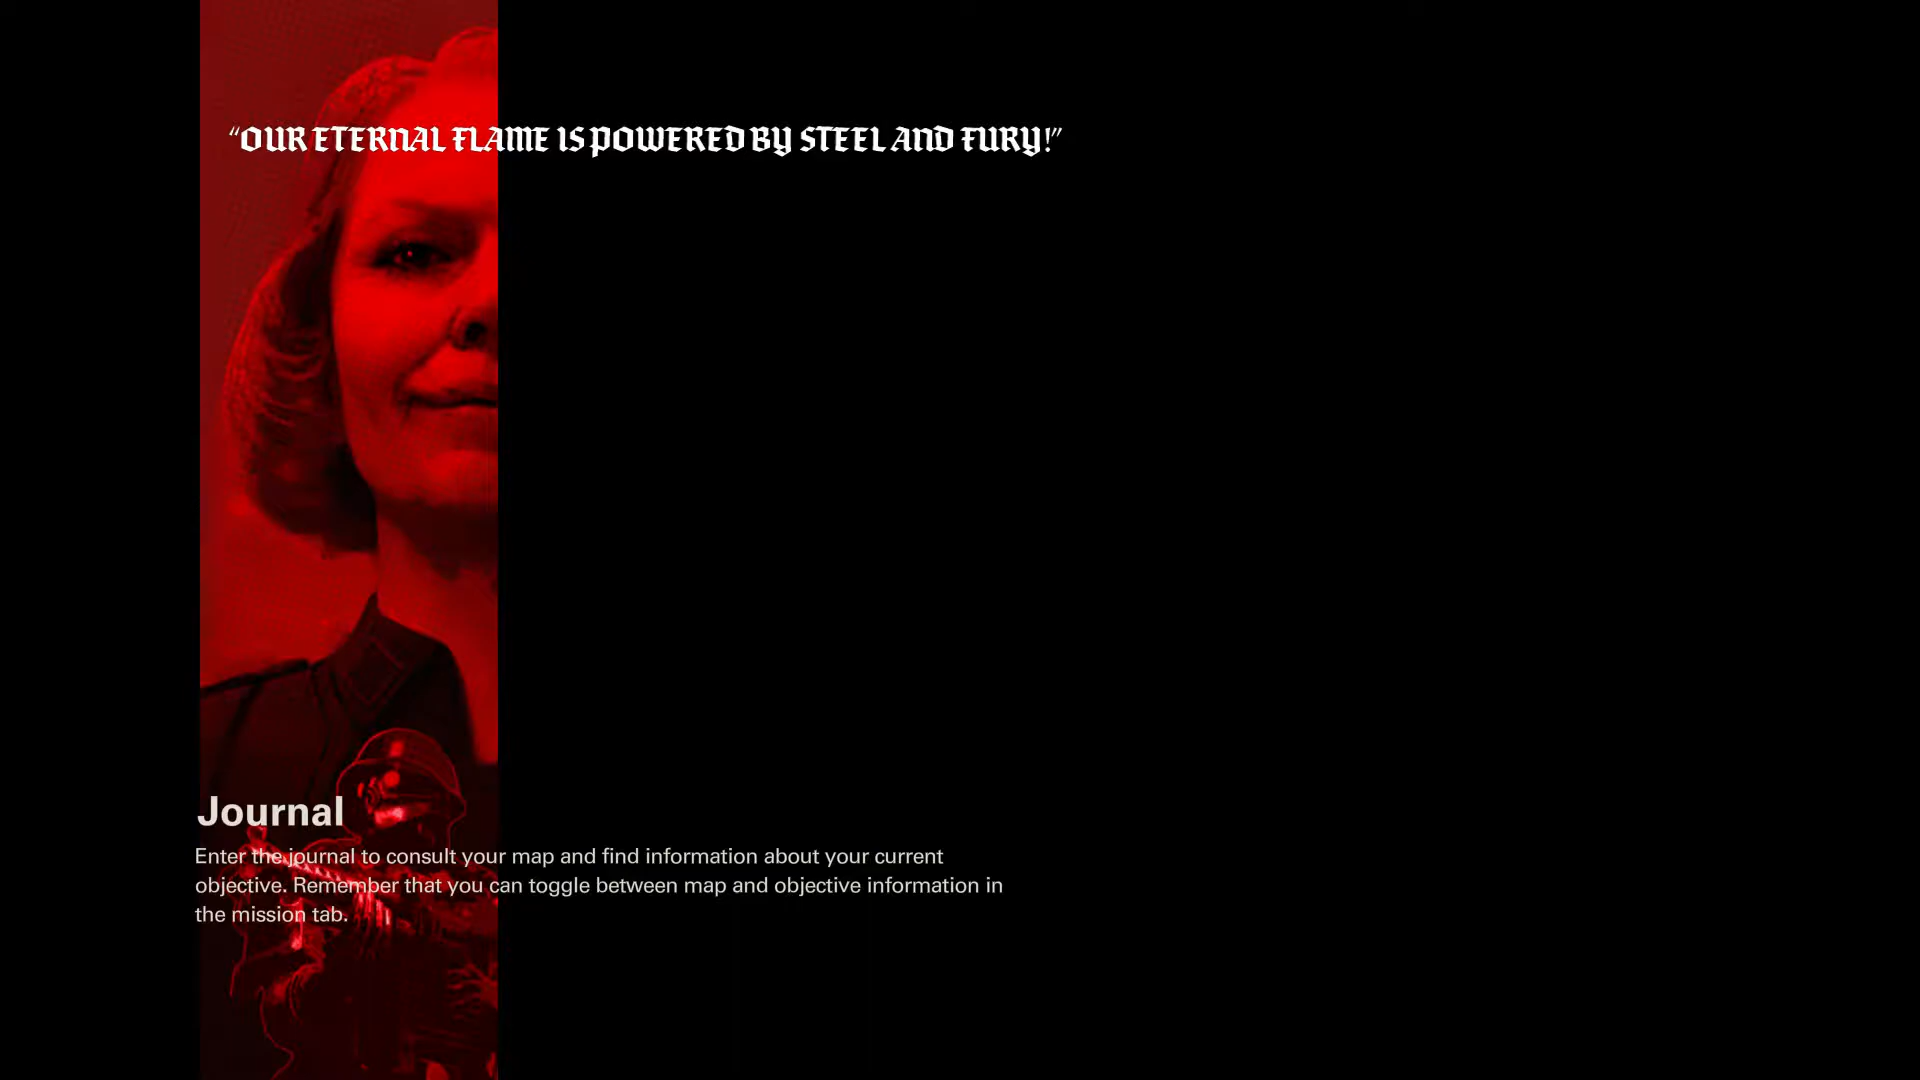 “OUR ETERNAL FLAME IS POWERED BY STEEL AND FURY!”
Journal
Enter the journal to consult your map and find information about your current
objective. Remember that you can toggle between map and objective information in
the mission tab.